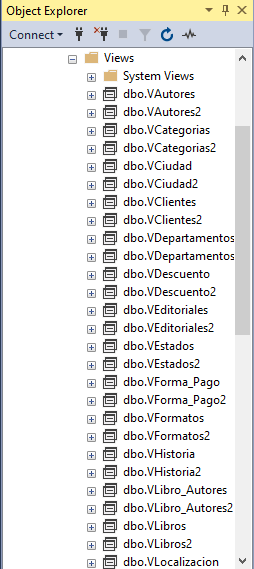 Object Explorer
Connect
Views
System Views
dbo.VAutores
dbo.VAutores2
dbo.VCategorias
dbo.VCategorias2
dbo.VCiudad
dbo.VCiudad2
dbo.VClientes
dbo.VClientes2
dbo.VDepartamentos
dbo.VDepartamentos
dbo.VDescuento
dbo.VDescuento2
dbo.VEditoriales
dbo.VEditoriales2
dbo.VEstados
dbo.VEstados2
dbo.VForma_Pago
dbo.VForma_Pago2
dbo.VFormatos
dbo.VFormatos2
dbo.VHistoria
dbo.VHistoria2
dbo.VLibro_Autores
dbo.VLibro_Autores2
dbo.VLibros
dbo.VLibros2
dbo.VLocalizacion